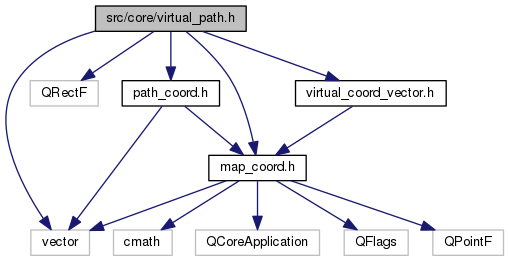 src/core/virtual_path.h
QRectF
path_coord.h
virtual_coord_vector.h
map_coord.h
vector
cmath
QCoreApplication
QFlags
QPointF